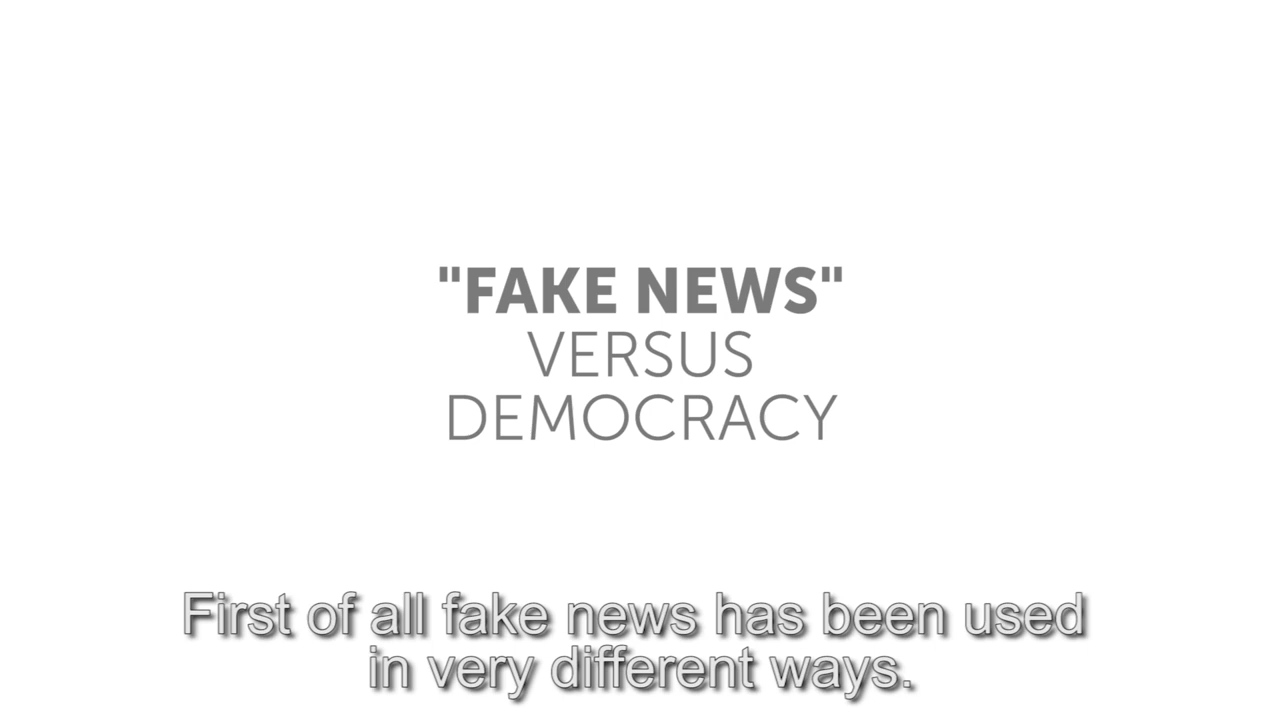 "FAKE NEWS"
VERSUS
DEMOCRACY
First of all fake news has been used
in very different ways.